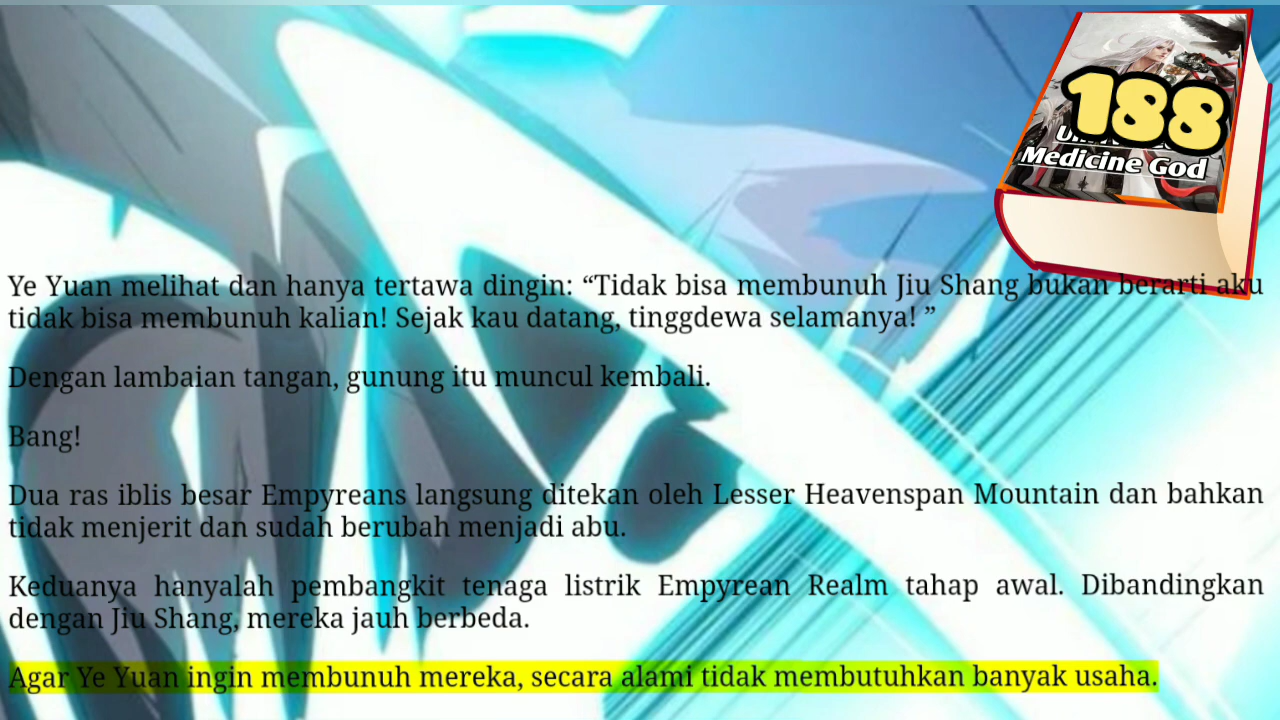 188
Medicine God
Ye Yuan melihat dan hanya tertawa dingin: “Tidak bisa membunuh Jiu Shang bukan berarti aku
tidak bisa membunuh kalian! Sejak kau datang, tinggdewa selamanya! ”
Dengan lambaian tangan, gunung itu muncul kembali.
Bang!
Dua ras iblis besar Empyreans langsung ditekan oleh Lesser Heavenspan Mountain dan bahkan
tidak menjerit dan sudah berubah menjadi abu.
Keduanya hanyalah pembangkit tenaga listrik Empyrean Realm tahap awal. Dibandingkan
dengan Jiu Shang, mereka jauh berbeda.
Agar Ye Yuan ingin membunuh mereka, secara alami tidak membutuhkan banyak usaha.